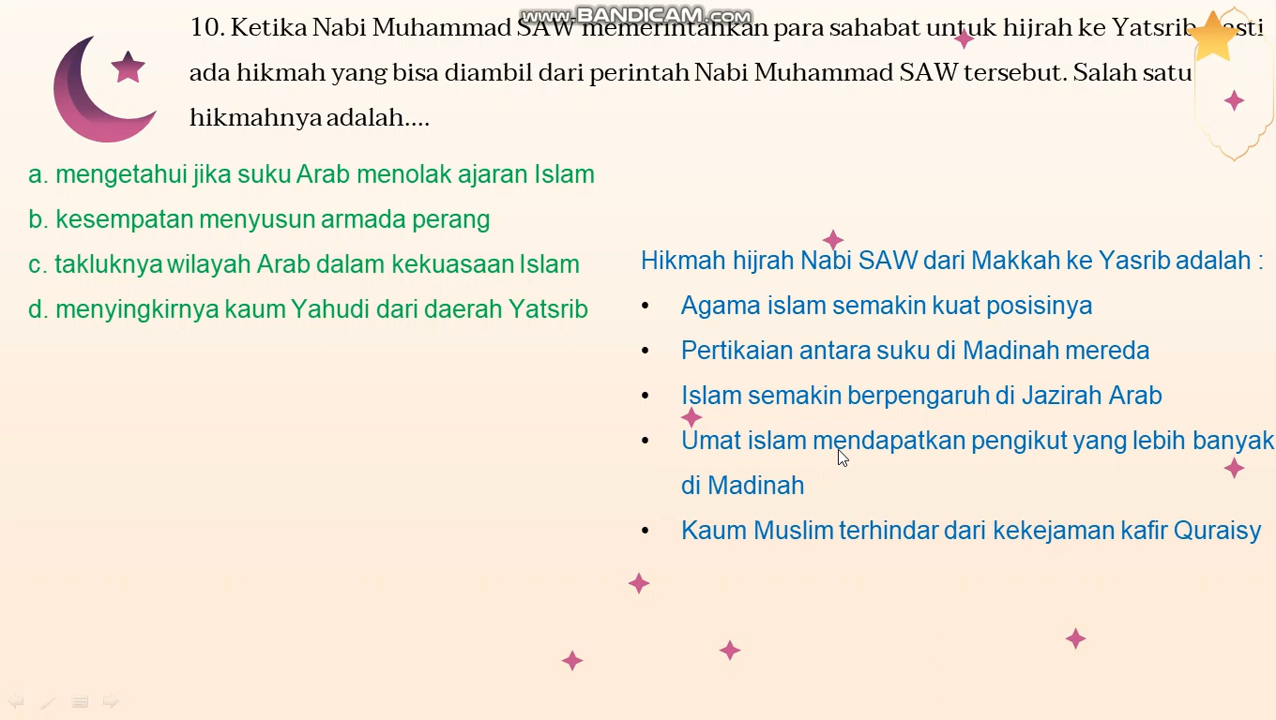 www.BANDICAM.com
10. Ketika Nabi Muhammad SAW memerintahkan para sahabat untuk hijrah ke Yatsrib
ada hikmah yang bisa diambil dari perintah Nabi Muhammad SAW tersebut. Salah satu
hikmahnya adalah....
a. mengetahui jika suku Arab menolak ajaran Islam
b. kesempatan menyusun armada perang
c. takluknya wilayah Arab dalam kekuasaan Islam
d. menyingkirnya kaum Yahudi dari daerah Yatsrib
Hikmah hijrah Nabi SAW dari Makkah ke Yasrib adalah :
• Agama islam semakin kuat posisinya
• Pertikaian antara suku di Madinah mereda
• Islam semakin berpengaruh di Jazirah Arab
• Umat islam mendapatkan pengikut yang lebih banyak
di Madinah
• Kaum Muslim terhindar dari kekejaman kafir Quraisy